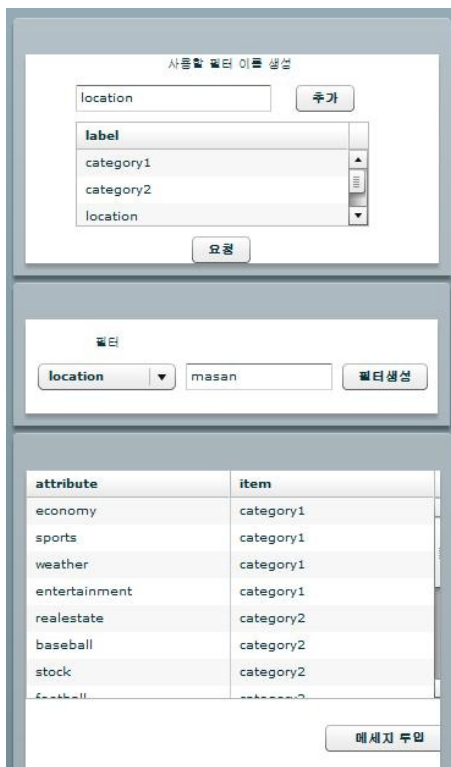 사용할 필터 이름 생성
location 추가
label
category1
category2
location
요청
필터
location masan 필터생성
attribute item
economy category1
sports category1
weather category1
entertainment category1
realestate category2
baseball category2
stock category2
football category2
메세지 투입